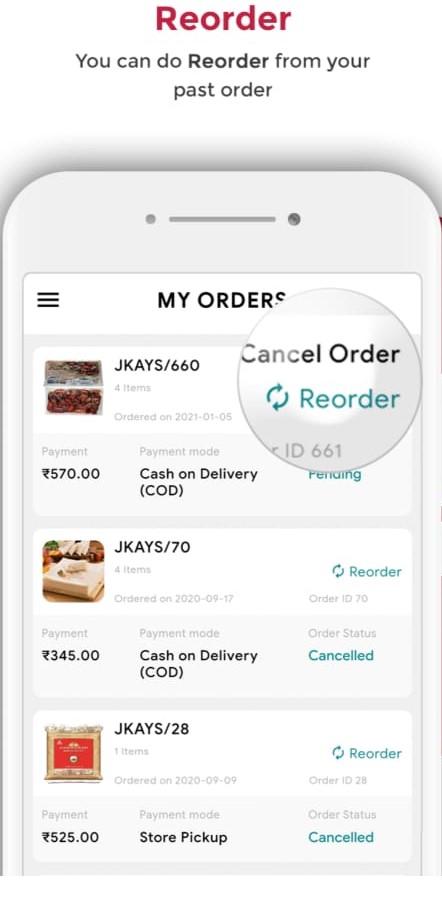 Reorder
You can do Reorder from your
past order
MY ORDERS
Cancel Order
JKAYS/660
4 Items
Reorder
Ordered on 2021-01-05
ID 661
Payment
Payment mode
₹570.00
Cash on Delivery
(COD)
Pending
JKAYS/70
4 Items
Reorder
Ordered on 2020-09-17
Order ID 70
Payment
Payment mode
Order Status
₹345.00
Cash on Delivery
(COD)
Cancelled
JKAYS/28
1 Items
Reorder
Ordered on 2020-09-09
Order ID 28
Payment
Payment mode
Order Status
₹525.00
Store Pickup
Cancelled